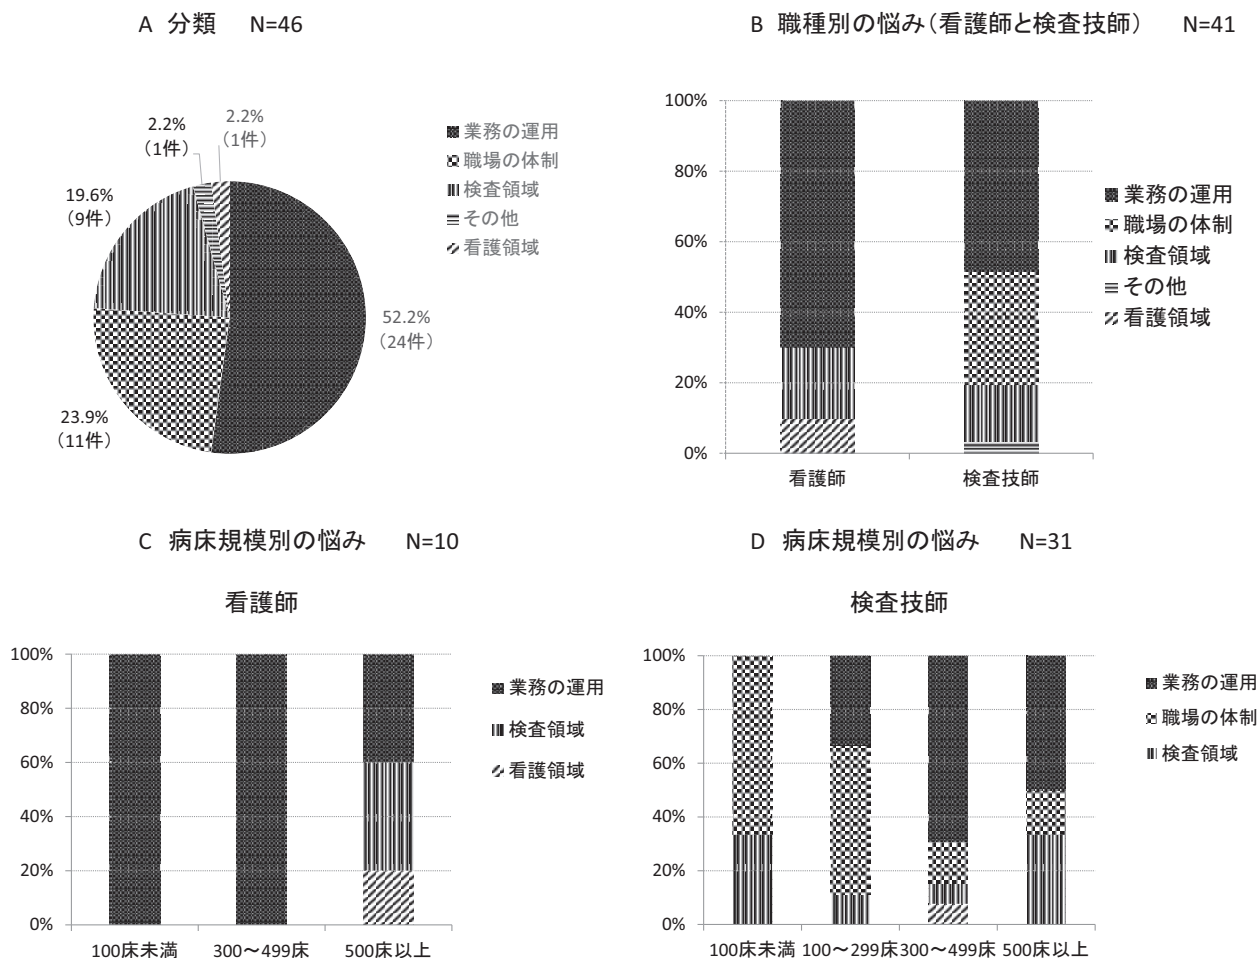 A 分類 N=46
2.2%
(1件)
2.2%
(1件)
19.6%
(9件)
23.9%
(11件)
52.2%
(24件)
業務の運用
職場の体制
検査領域
その他
看護領域
B 職種別の悩み(看護師と検査技師) N=41
100%
80%
60%
40%
20%
0%
看護師 検査技師
業務の運用
職場の体制
検査領域
その他
看護領域
C 病床規模別の悩み N=10
看護師
100%
80%
60%
40%
20%
0%
100床未満 300～499床 500床以上
業務の運用
検査領域
看護領域
D 病床規模別の悩み N=31
検査技師
100%
80%
60%
40%
20%
0%
100床未満 100～299床 300～499床 500床以上
業務の運用
職場の体制
検査領域